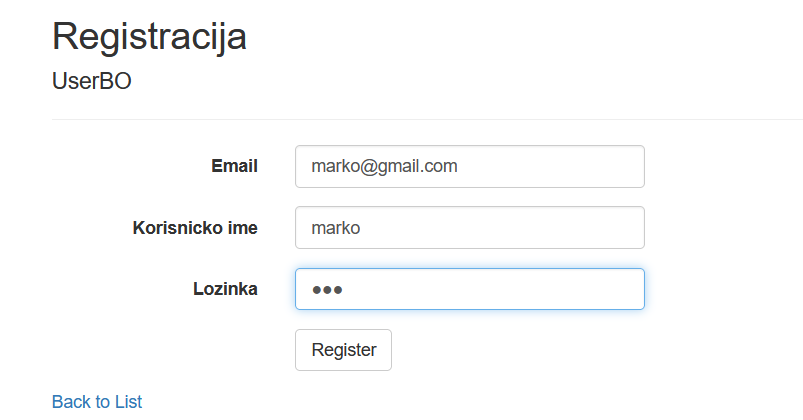 Registracija
UserBO
Email marko@gmail.com
Korisnicko ime marko
Lozinka •••
Register
Back to List